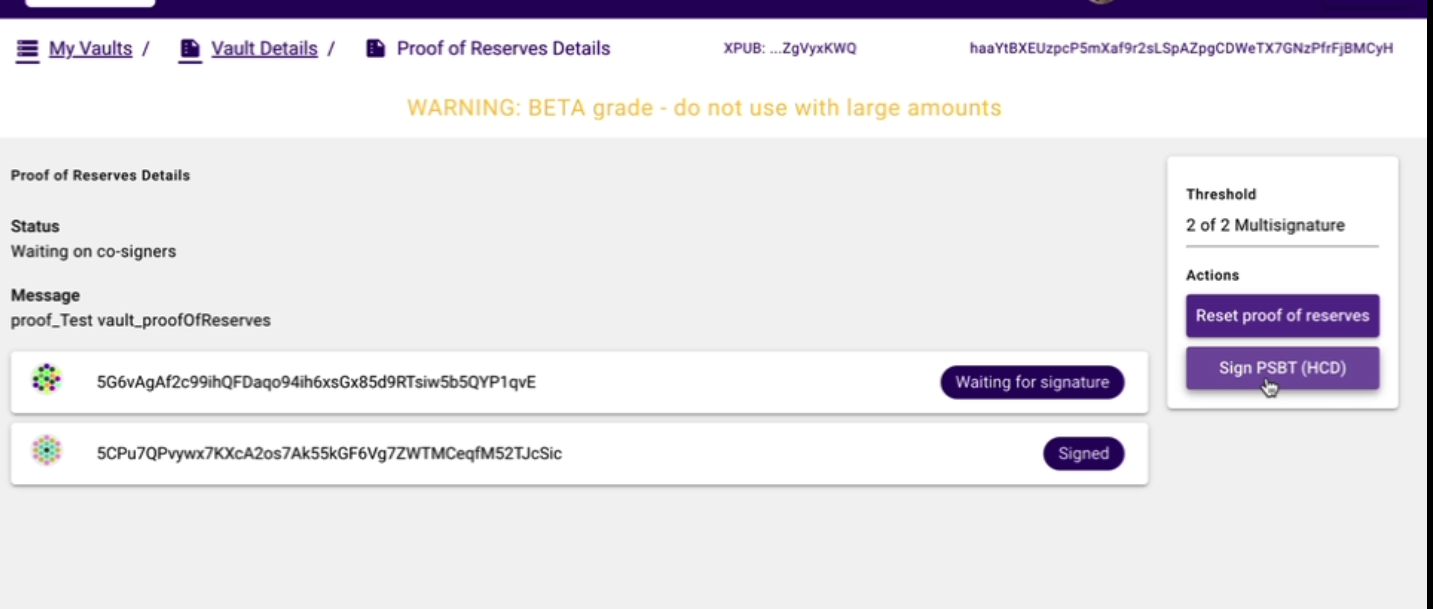 My Vaults / Vault Details / Proof of Reserves Details XPUB: ...ZgVyxKWQ haaYtBXEUzpcP5mXaf9r2sLSpAZpgCDWeTX7GNzPfrFjBMCyH
WARNING: BETA grade - do not use with large amounts
Proof of Reserves Details
Status
Waiting on co-signers
Message
proof_Test vault_proofOfReserves
5G6vAgAf2c99ihQFDaqo94ih6xsGx85d9RTsiw5b5QYP1qvE Waiting for signature
5CPu7QPvywx7KXcA2os7Ak55kGF6Vg7ZWTMCeqfM52TJcSic Signed
Threshold
2 of 2 Multisignature
Actions
Reset proof of reserves
Sign PSBT (HCD)